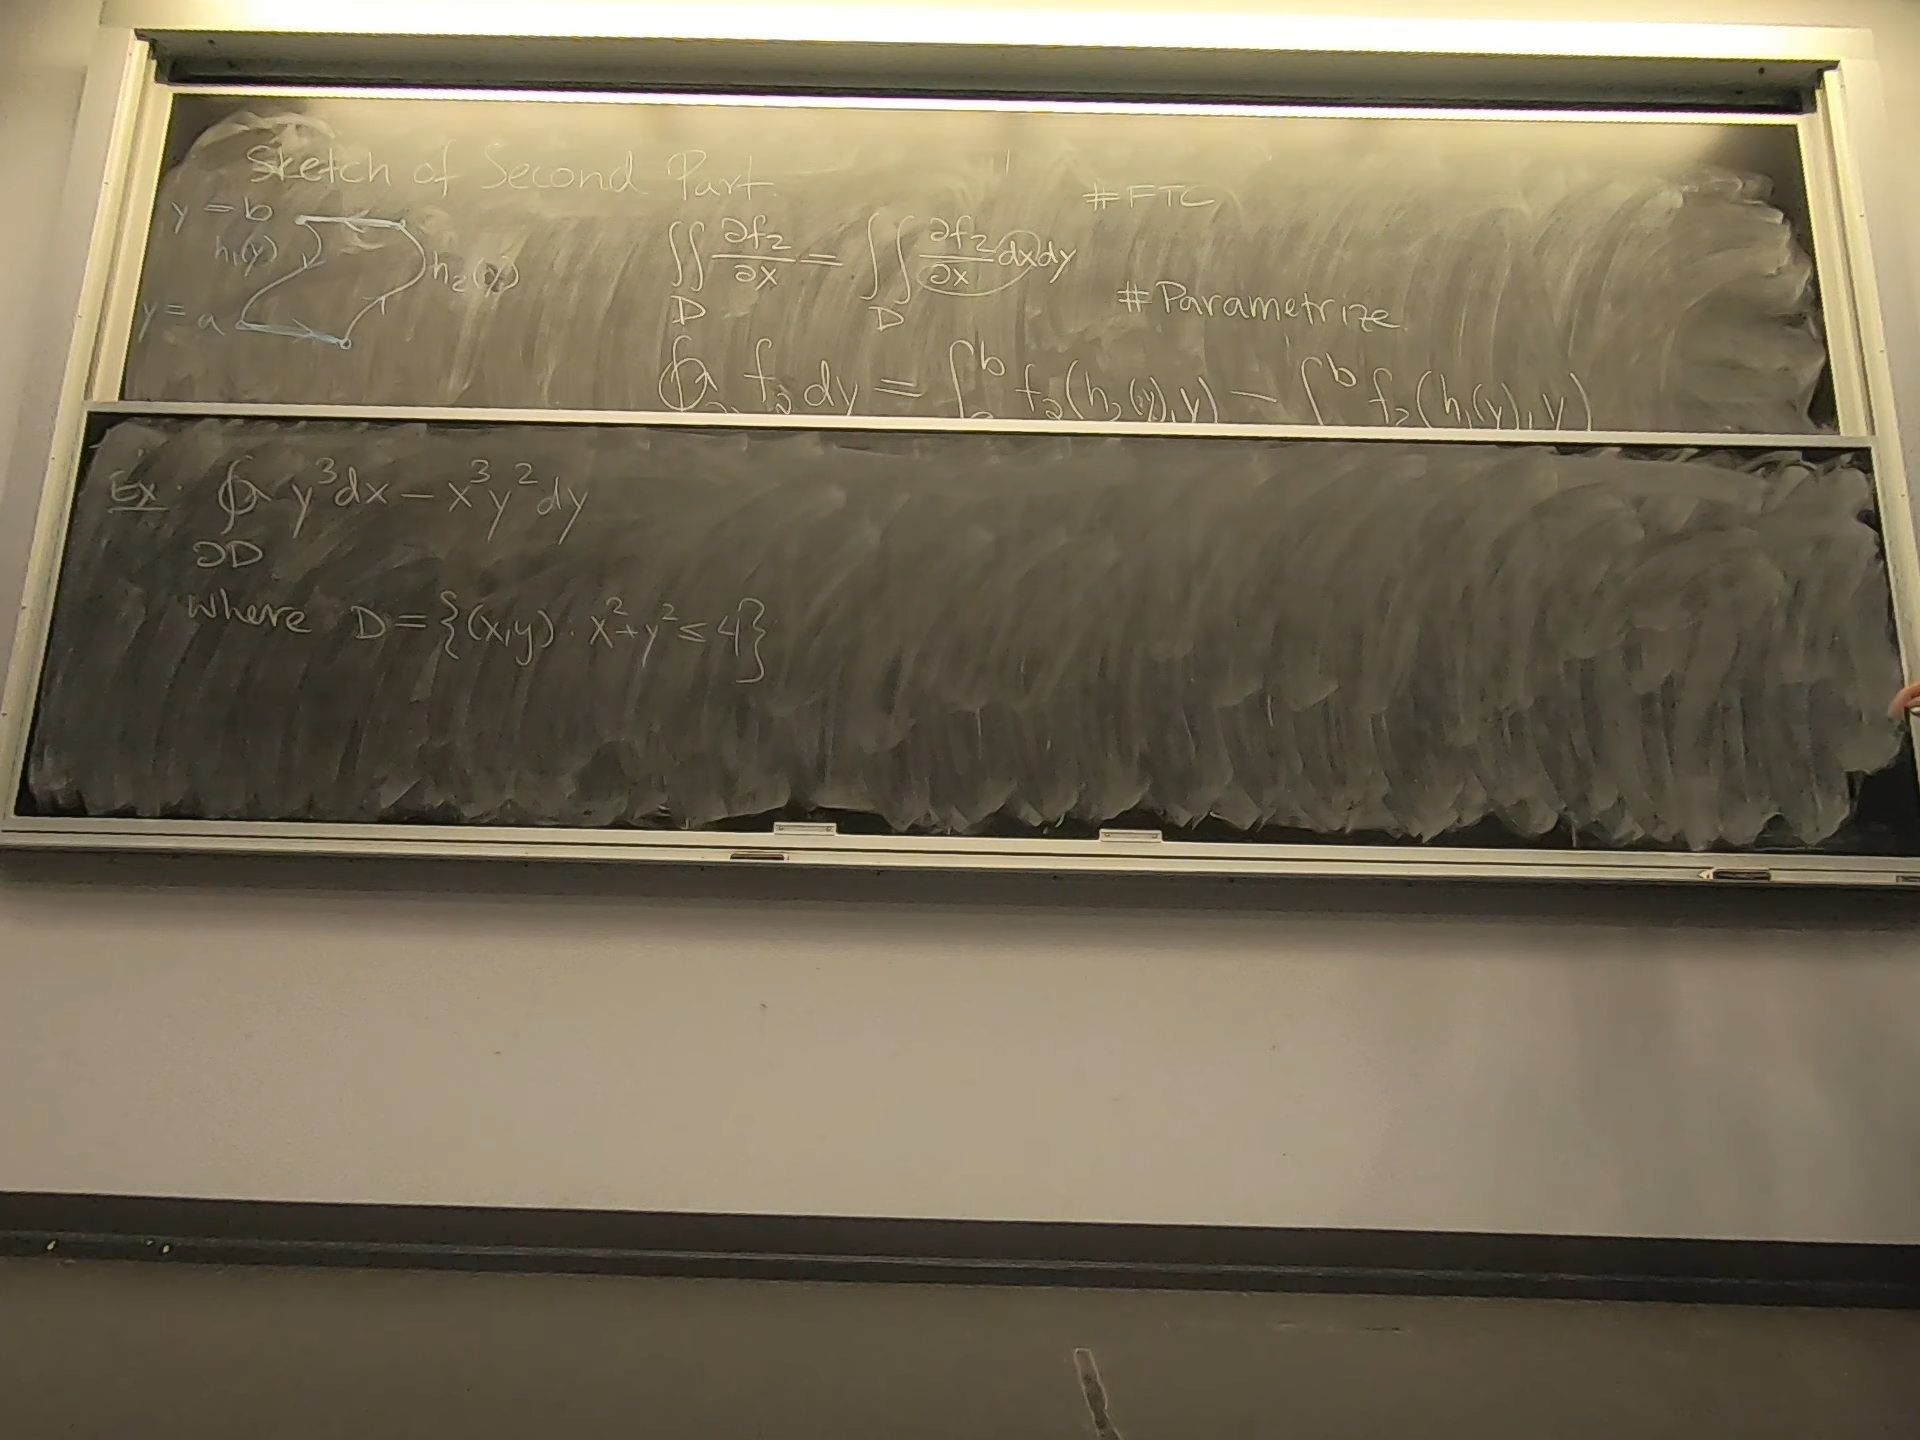 Sketch of Second Part.
# FTC
y = b
h₁(y)
h₂(y)
y = a
∬ ∂f₂/∂x = ∬ ∂f₂/∂x dxdy
D D
# Parametrize
∮ f₂ dy = ∫ᵇ f₂(h₂(y), y) − ∫ᵇ f₂(h₁(y), y)
Ex. ∮ y³dx − x³y²dy
∂D
where D = {(x,y) · x² + y² ≤ 4}